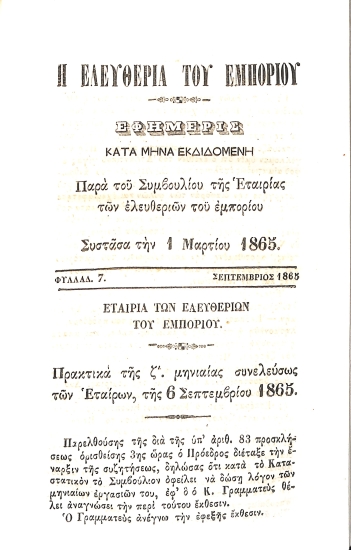 Η ΕΛΕΥΘΕΡΙΑ ΤΟΥ ΕΜΠΟΡΙΟΥ
ΕΦΗΜΕΡΙΣ
ΚΑΤΑ ΜΗΝΑ ΕΚΔΙΔΟΜΕΝΗ
Παρὰ τοῦ Συμβουλίου τῆς Ἑταιρίας
τῶν ἐλευθεριῶν τοῦ ἐμπορίου
Συστᾶσα τὴν 1 Μαρτίου 1865.
ΦΥΛΛΑΔ. 7. ΣΕΠΤΕΜΒΡΙΟΣ 1865
ΕΤΑΙΡΙΑ ΤΩΝ ΕΛΕΥΘΕΡΙΩΝ
ΤΟΥ ΕΜΠΟΡΙΟΥ.
Πρακτικὰ τῆς ζ′. μηνιαίας συνελεύσως
τῶν Ἑταίρων, τῆς 6 Σεπτεμβρίου 1865.
Παρελθούσης τῆς διὰ τῆς ὑπ' ἀριθ. 83 προσκλή-
σεως ὁρισθείσης 3ης ὥρας ὁ Πρόεδρος διέταξε τὴν ἔ-
ναρξιν τῆς συζητήσεως, δηλώσας ὅτι κατὰ τὸ Κατα-
στατικὸν τὸ Συμβούλιον ὀφείλει νὰ δώσῃ λόγον τῶν
μηνιαίων ἐργασιῶν του, ἐφ' ᾧ ὁ Κ. Γραμματεὺς θέ-
λει ἀναγνώσει τὴν περὶ τούτου ἔκθεσιν.
Ὁ Γραμματεὺς ἀνέγνω τὴν ἐφεξῆς ἔκθεσιν.